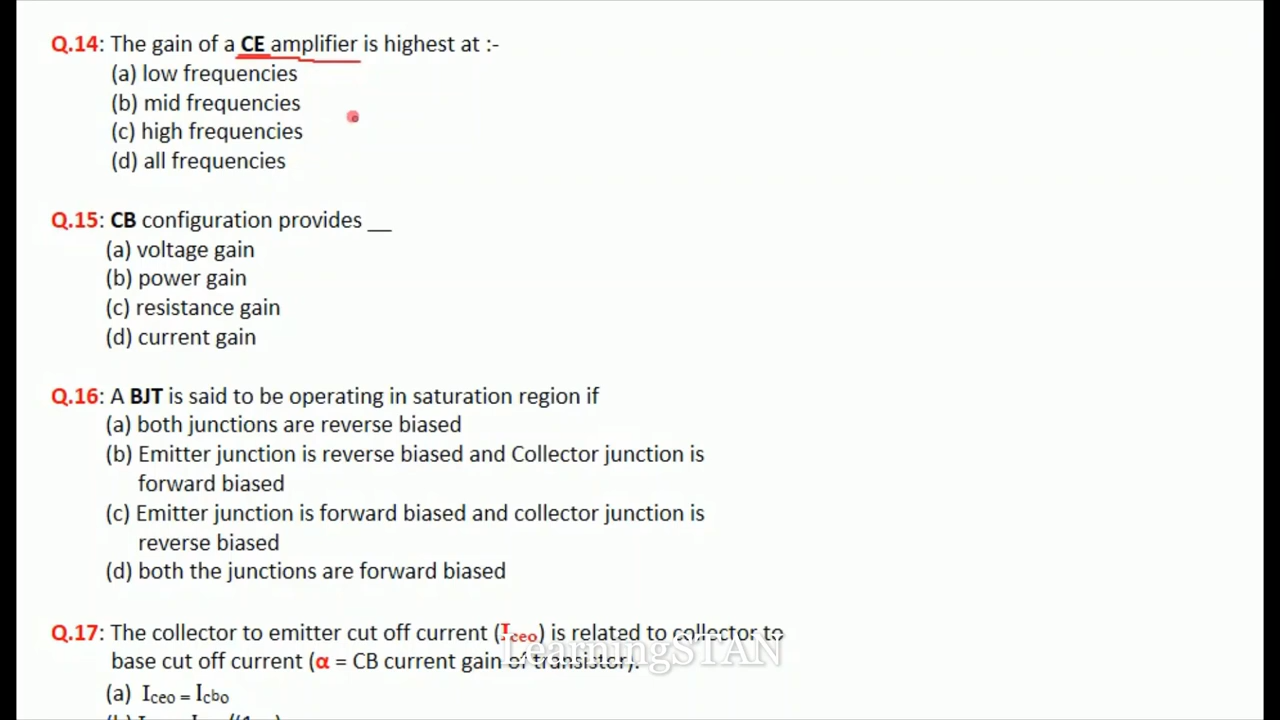 Q.14: The gain of a CE amplifier is highest at :-
(a) low frequencies
(b) mid frequencies
(c) high frequencies
(d) all frequencies
Q.15: CB configuration provides __
(a) voltage gain
(b) power gain
(c) resistance gain
(d) current gain
Q.16: A BJT is said to be operating in saturation region if
(a) both junctions are reverse biased
(b) Emitter junction is reverse biased and Collector junction is
forward biased
(c) Emitter junction is forward biased and collector junction is
reverse biased
(d) both the junctions are forward biased
Q.17: The collector to emitter cut off current (Iceo) is related to collector to
base cut off current (α = CB current gain of transistor).
LearningSTAN
(a) Iceo = Icbo